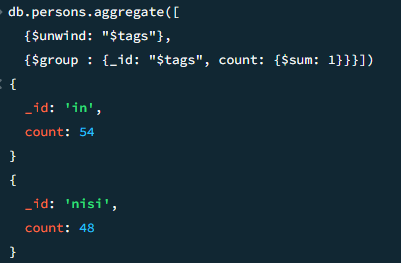 db.persons.aggregate([
{$unwind: "$tags"},
{$group : {_id: "$tags", count: {$sum: 1}}}])
{
_id: 'in',
count: 54
}
{
_id: 'nisi',
count: 48
}